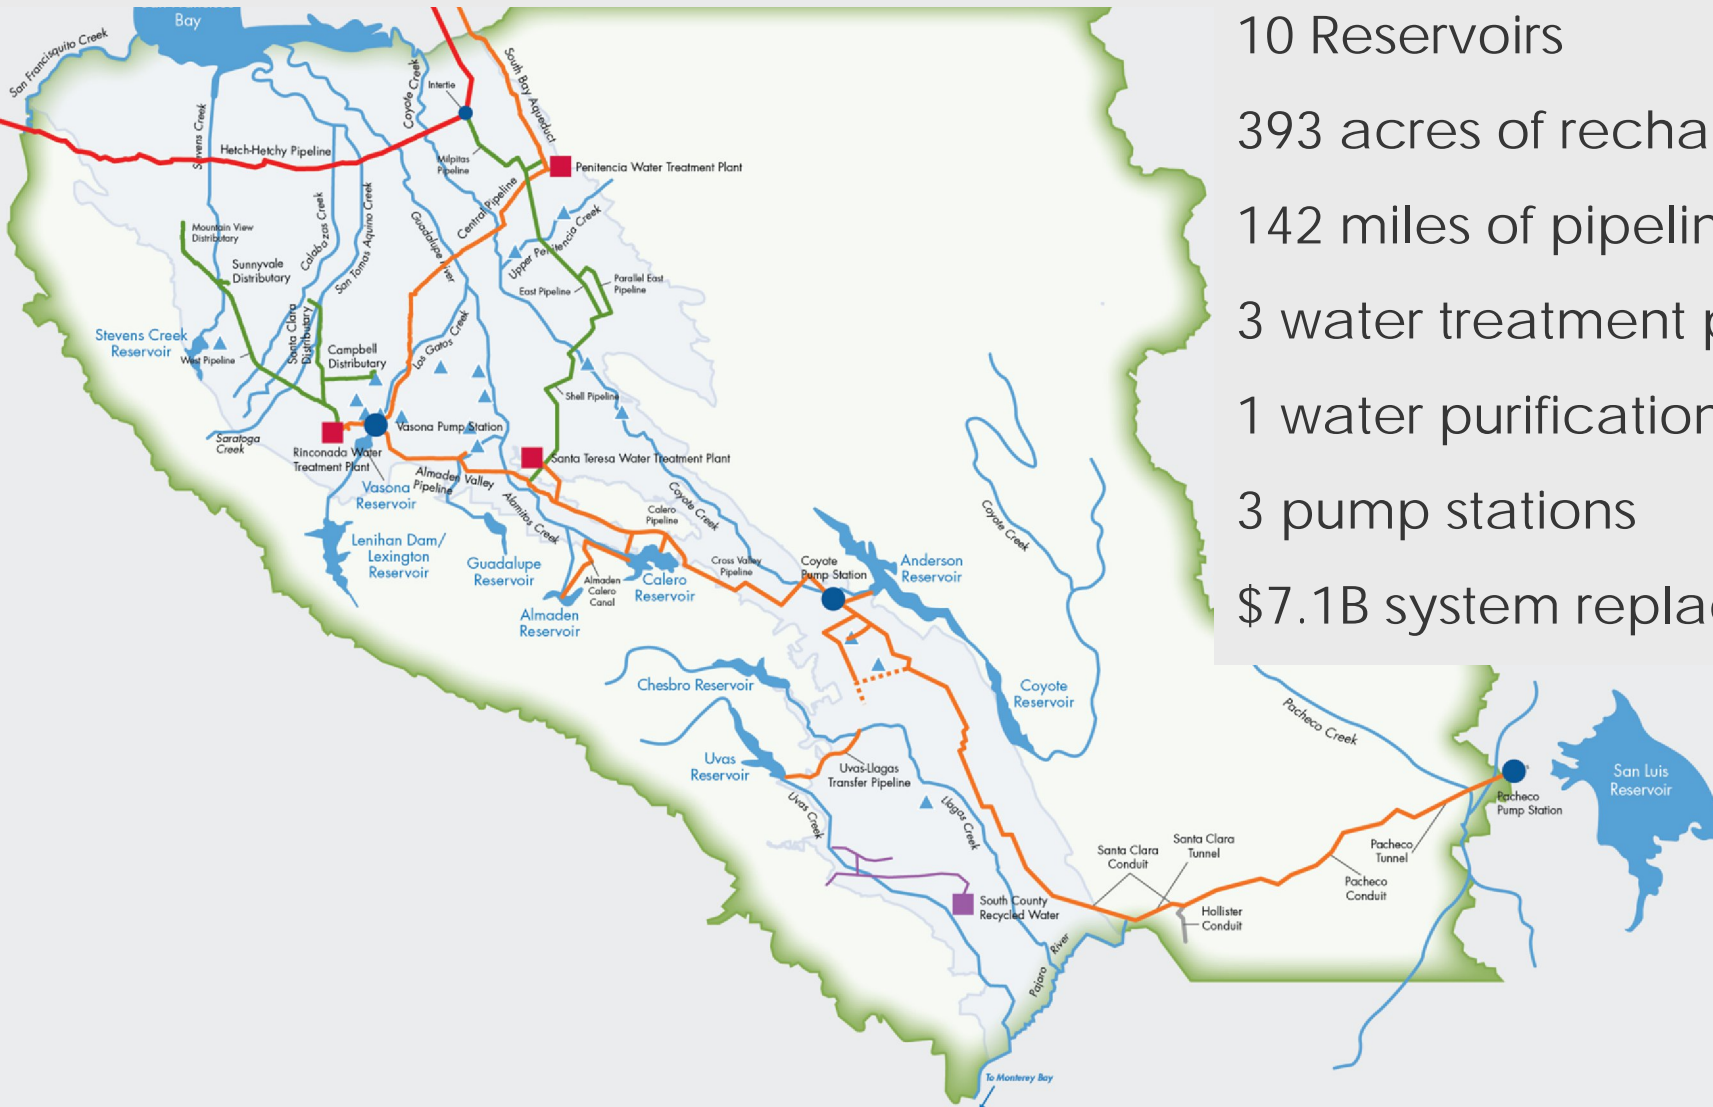 Bay
San Francisquito Creek
Stevens Creek
Hetch-Hetchy Pipeline
Coyote Creek
Intertie
South Bay Aqueduct
Milpitas
Pipeline
Penitencia Water Treatment Plant
Central Pipeline
Mountain View
Distributary
Sunnyvale
Distributary
Calabazas Creek
San Tomas Aquino Creek
Guadalupe River
Upper Penitencia Creek
East Pipeline
Parallel East
Pipeline
Stevens Creek
Reservoir
West Pipeline
Santa Clara
Distributary
Campbell
Distributary
Los Gatos Creek
Shell Pipeline
Saratoga
Creek
Rinconada Water
Treatment Plant
Vasona Pump Station
Santa Teresa Water Treatment Plant
Vasona
Reservoir
Almaden Valley
Pipeline
Alamitos Creek
Calero
Pipeline
Coyote Creek
Lenihan Dam/
Lexington
Reservoir
Guadalupe
Reservoir
Almaden
Calero
Canal
Calero
Reservoir
Almaden
Reservoir
Cross Valley
Pipeline
Coyote
Pump Station
Anderson
Reservoir
Coyote Creek
Chesbro Reservoir
Coyote
Reservoir
Uvas
Reservoir
Uvas-Llagas
Transfer Pipeline
Uvas Creek
Llagas Creek
South County
Recycled Water
Santa Clara
Conduit
Santa Clara
Tunnel
Hollister
Conduit
Pacheco
Conduit
Pacheco
Tunnel
Pacheco Creek
Pacheco
Pump Station
San Luis
Reservoir
Pajaro River
To Monterey Bay
10 Reservoirs
393 acres of recha
142 miles of pipelin
3 water treatment p
1 water purification
3 pump stations
$7.1B system replac